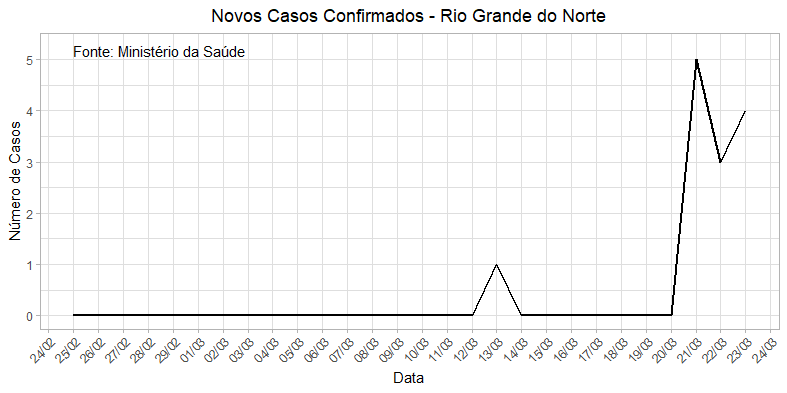 Novos Casos Confirmados - Rio Grande do Norte
Fonte: Ministério da Saúde
Número de Casos
5
4
3
2
1
0
24/02 25/02 26/02 27/02 28/02 29/02 01/03 02/03 03/03 04/03 05/03 06/03 07/03 08/03 09/03 10/03 11/03 12/03 13/03 14/03 15/03 16/03 17/03 18/03 19/03 20/03 21/03 22/03 23/03 24/03
Data